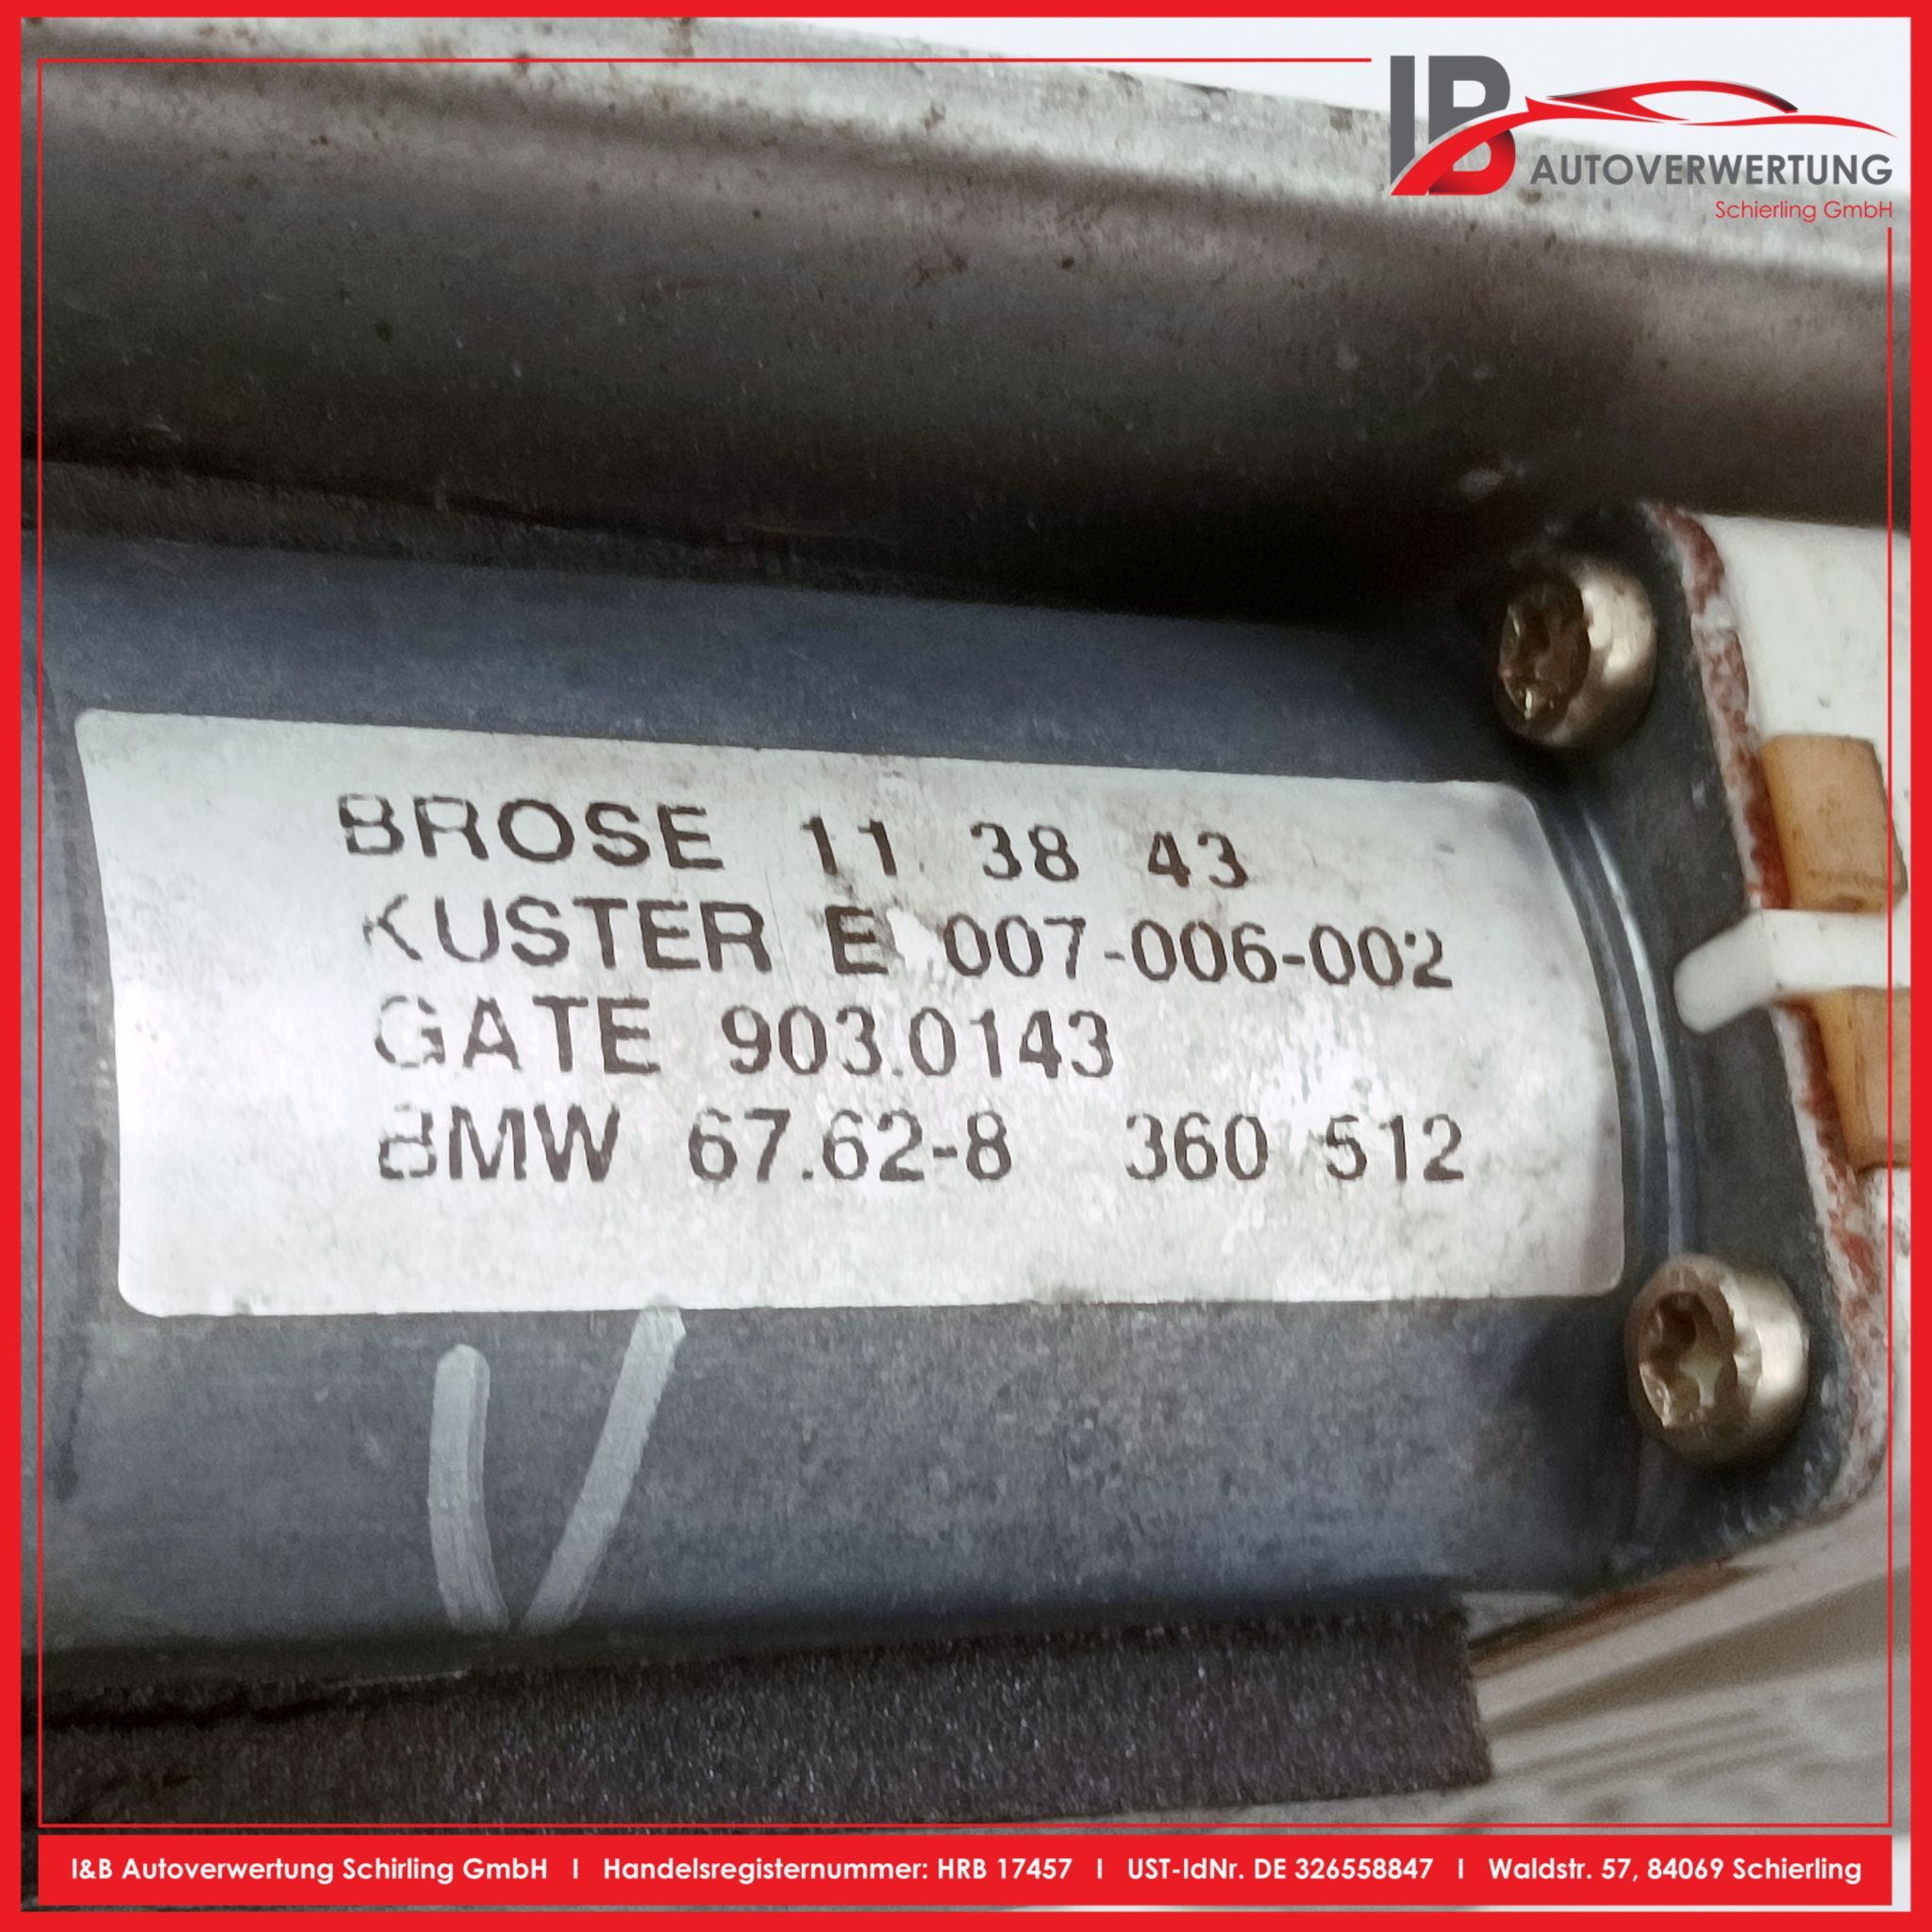 IB
AUTOVERWERTUNG
Schierling GmbH
BROSE 11 38 43
KUSTER E 007-006-002
GATE 903.0143
BMW 67.62-8 360 512
V
I&B Autoverwertung Schirling GmbH I Handelsregisternummer: HRB 17457 I UST-IdNr. DE 326558847 I Waldstr. 57, 84069 Schierling